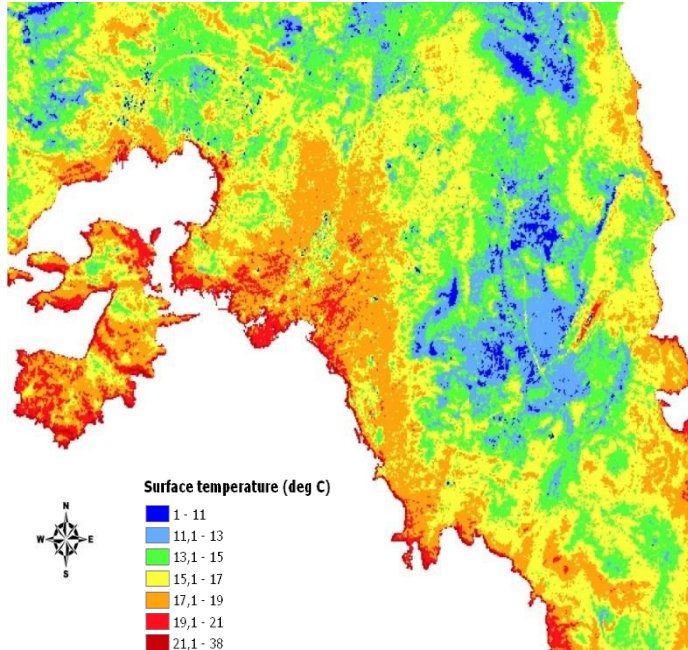 Surface temperature (deg C)
1 - 11
11,1 - 13
13,1 - 15
15,1 - 17
17,1 - 19
19,1 - 21
21,1 - 38
N
W E
S